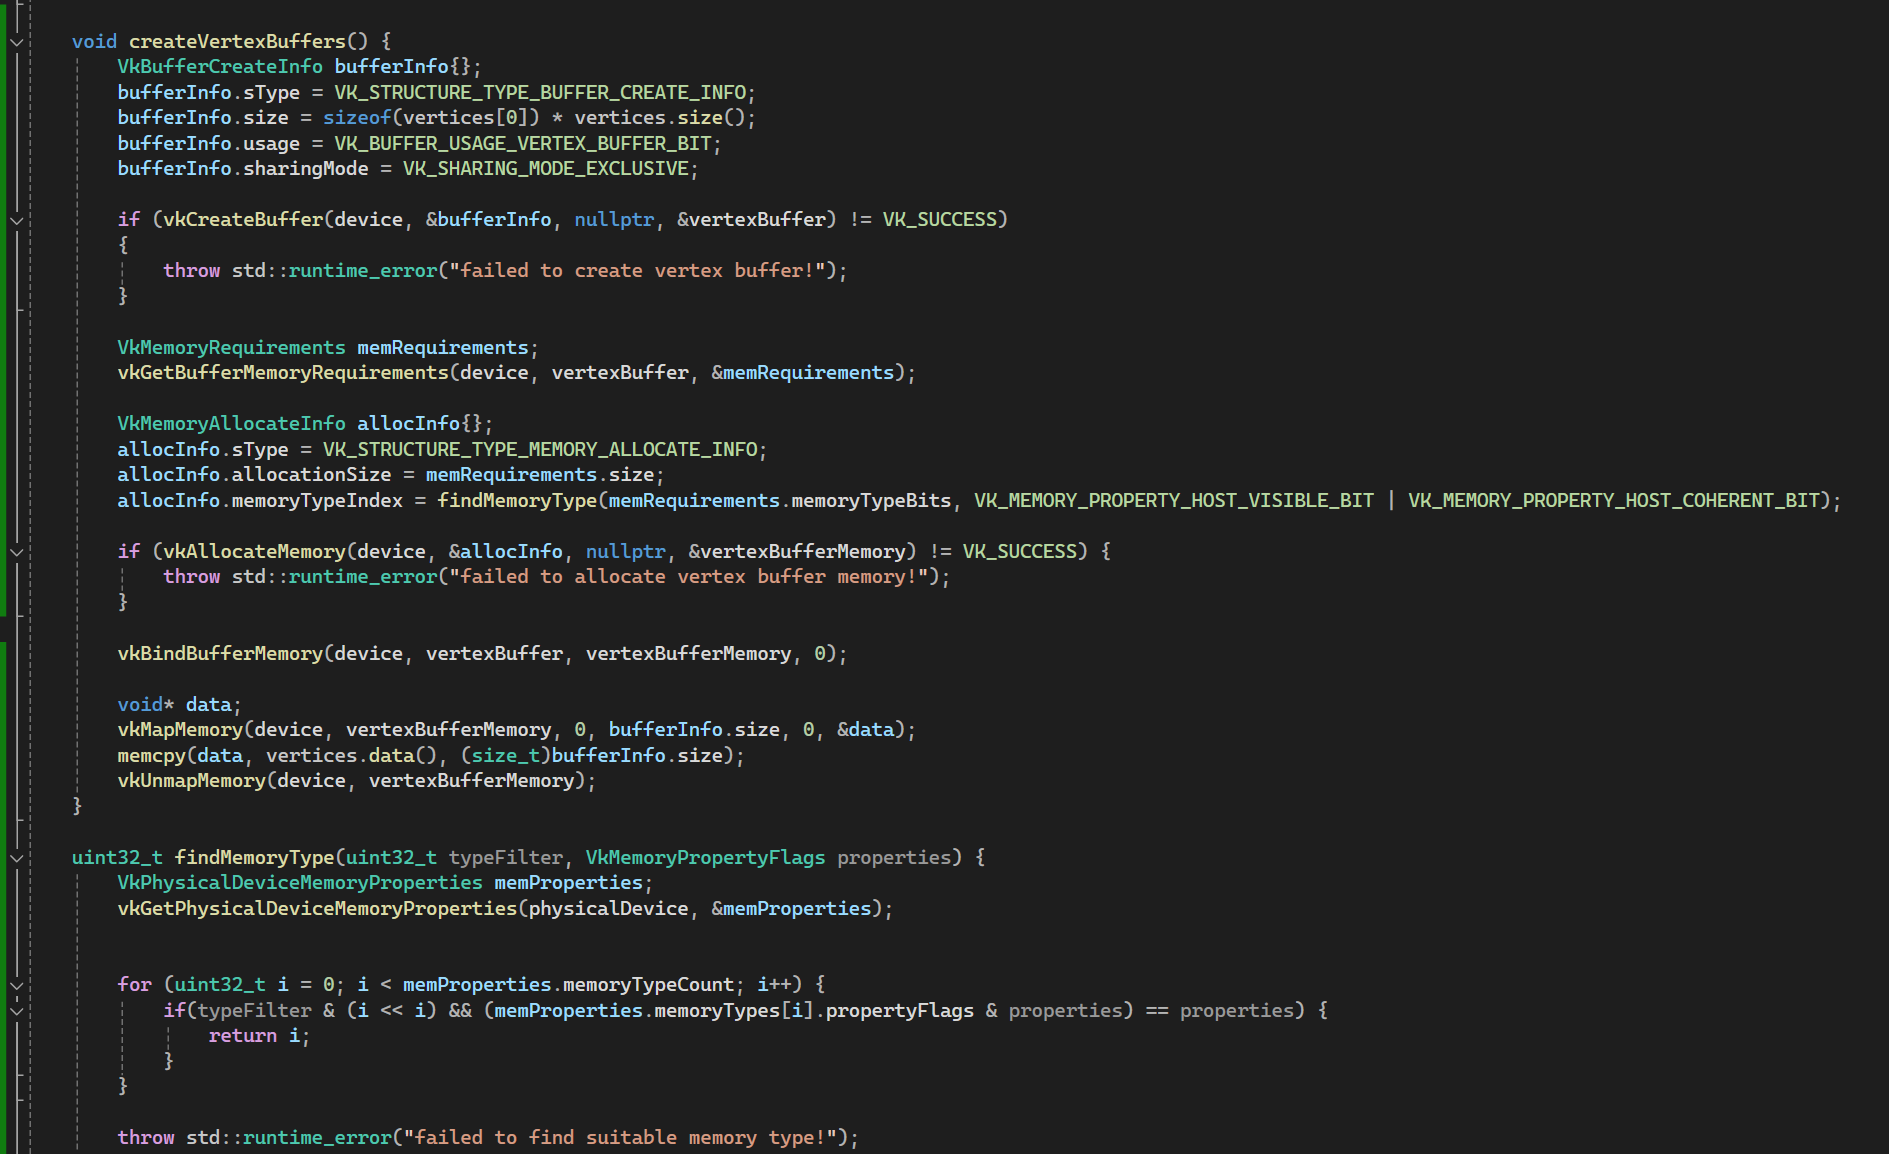 void createVertexBuffers() {
    VkBufferCreateInfo bufferInfo{};
    bufferInfo.sType = VK_STRUCTURE_TYPE_BUFFER_CREATE_INFO;
    bufferInfo.size = sizeof(vertices[0]) * vertices.size();
    bufferInfo.usage = VK_BUFFER_USAGE_VERTEX_BUFFER_BIT;
    bufferInfo.sharingMode = VK_SHARING_MODE_EXCLUSIVE;

    if (vkCreateBuffer(device, &bufferInfo, nullptr, &vertexBuffer) != VK_SUCCESS)
    {
        throw std::runtime_error("failed to create vertex buffer!");
    }

    VkMemoryRequirements memRequirements;
    vkGetBufferMemoryRequirements(device, vertexBuffer, &memRequirements);

    VkMemoryAllocateInfo allocInfo{};
    allocInfo.sType = VK_STRUCTURE_TYPE_MEMORY_ALLOCATE_INFO;
    allocInfo.allocationSize = memRequirements.size;
    allocInfo.memoryTypeIndex = findMemoryType(memRequirements.memoryTypeBits, VK_MEMORY_PROPERTY_HOST_VISIBLE_BIT | VK_MEMORY_PROPERTY_HOST_COHERENT_BIT);

    if (vkAllocateMemory(device, &allocInfo, nullptr, &vertexBufferMemory) != VK_SUCCESS) {
        throw std::runtime_error("failed to allocate vertex buffer memory!");
    }

    vkBindBufferMemory(device, vertexBuffer, vertexBufferMemory, 0);

    void* data;
    vkMapMemory(device, vertexBufferMemory, 0, bufferInfo.size, 0, &data);
    memcpy(data, vertices.data(), (size_t)bufferInfo.size);
    vkUnmapMemory(device, vertexBufferMemory);
}

uint32_t findMemoryType(uint32_t typeFilter, VkMemoryPropertyFlags properties) {
    VkPhysicalDeviceMemoryProperties memProperties;
    vkGetPhysicalDeviceMemoryProperties(physicalDevice, &memProperties);


    for (uint32_t i = 0; i < memProperties.memoryTypeCount; i++) {
        if(typeFilter & (i << i) && (memProperties.memoryTypes[i].propertyFlags & properties) == properties) {
            return i;
        }
    }

    throw std::runtime_error("failed to find suitable memory type!");